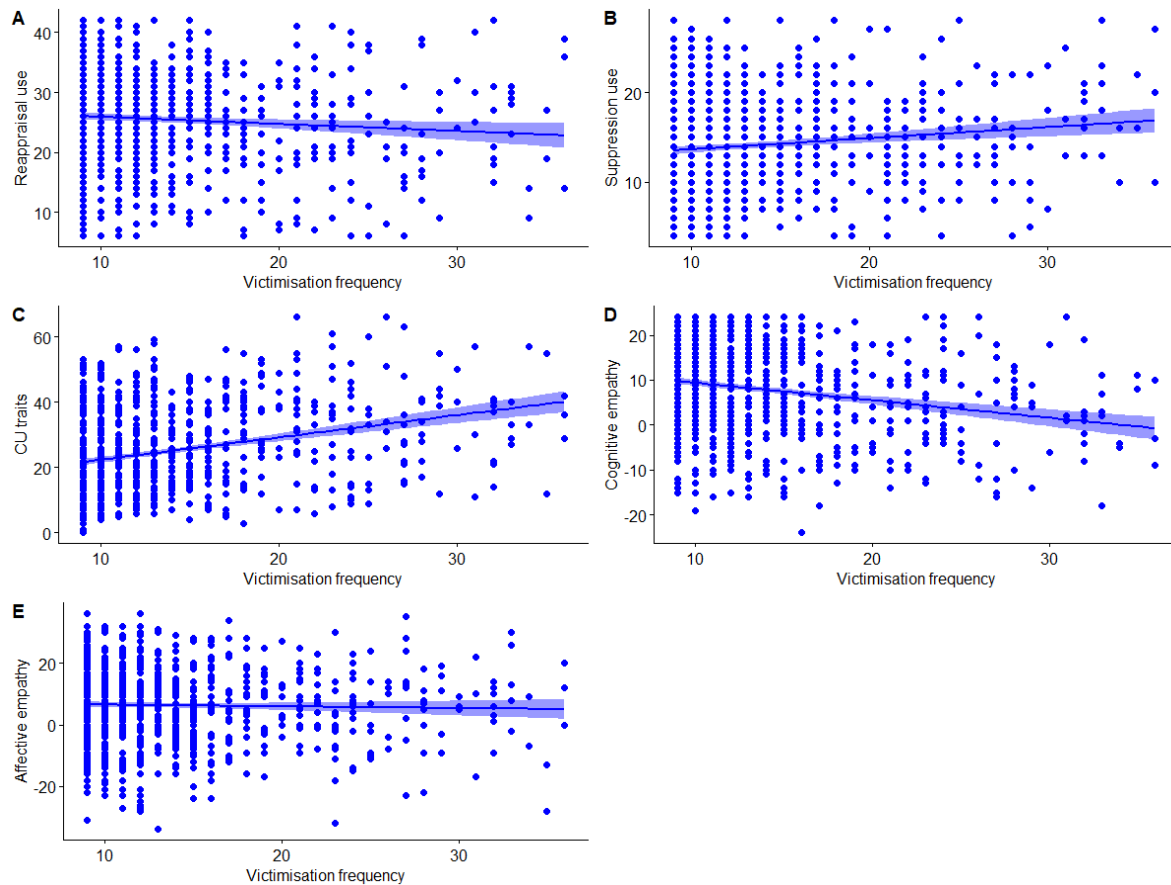 A
Reappraisal use
40
30
20
10
10
20
30
Victimisation frequency
B
Suppression use
20
10
10
20
30
Victimisation frequency
C
CU traits
60
40
20
0
10
20
30
Victimisation frequency
D
Cognitive empathy
20
10
0
-10
-20
10
20
30
Victimisation frequency
E
Affective empathy
20
0
-20
10
20
30
Victimisation frequency